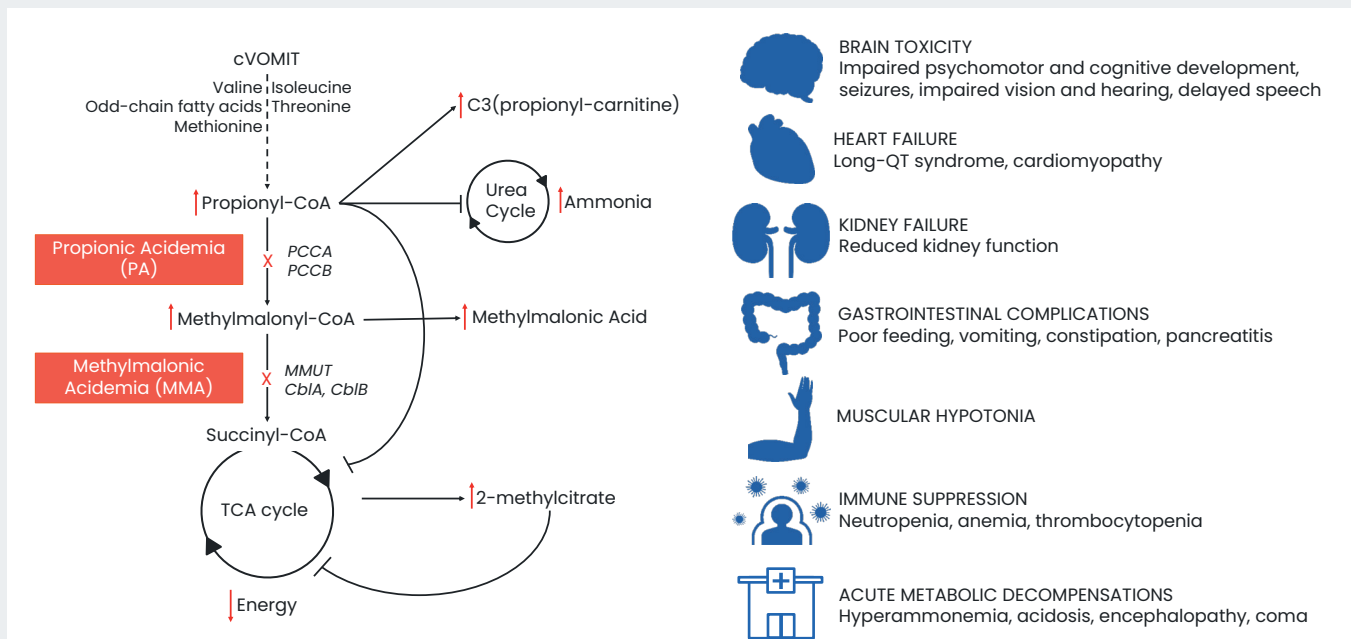 cVOMIT
Valine Isoleucine
Odd-chain fatty acids Threonine
Methionine
C3(propionyl-carnitine)
Propionyl-CoA
Urea
Cycle
Ammonia
Propionic Acidemia
(PA)
X
PCCA
PCCB
Methylmalonyl-CoA
Methylmalonic Acid
Methylmalonic
Acidemia (MMA)
X
MMUT
CblA, CblB
Succinyl-CoA
TCA cycle
2-methylcitrate
Energy
BRAIN TOXICITY
Impaired psychomotor and cognitive development,
seizures, impaired vision and hearing, delayed speech
HEART FAILURE
Long-QT syndrome, cardiomyopathy
KIDNEY FAILURE
Reduced kidney function
GASTROINTESTINAL COMPLICATIONS
Poor feeding, vomiting, constipation, pancreatitis
MUSCULAR HYPOTONIA
IMMUNE SUPPRESSION
Neutropenia, anemia, thrombocytopenia
ACUTE METABOLIC DECOMPENSATIONS
Hyperammonemia, acidosis, encephalopathy, coma